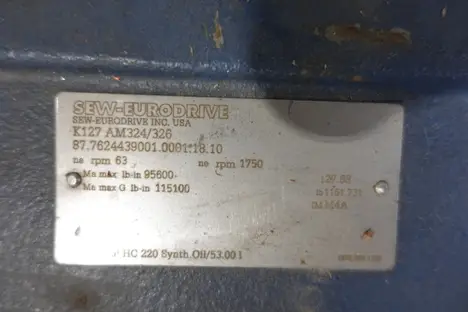 SEW-EURODRIVE
SEW-EURODRIVE INC. USA
K127 AM324/326
87.7624439001.0001.18.10
na rpm 63 ne rpm 1750
Ma max lb-in 95600
Ma max G lb-in 115100
HC 220 Synth.Oil/53.00 l